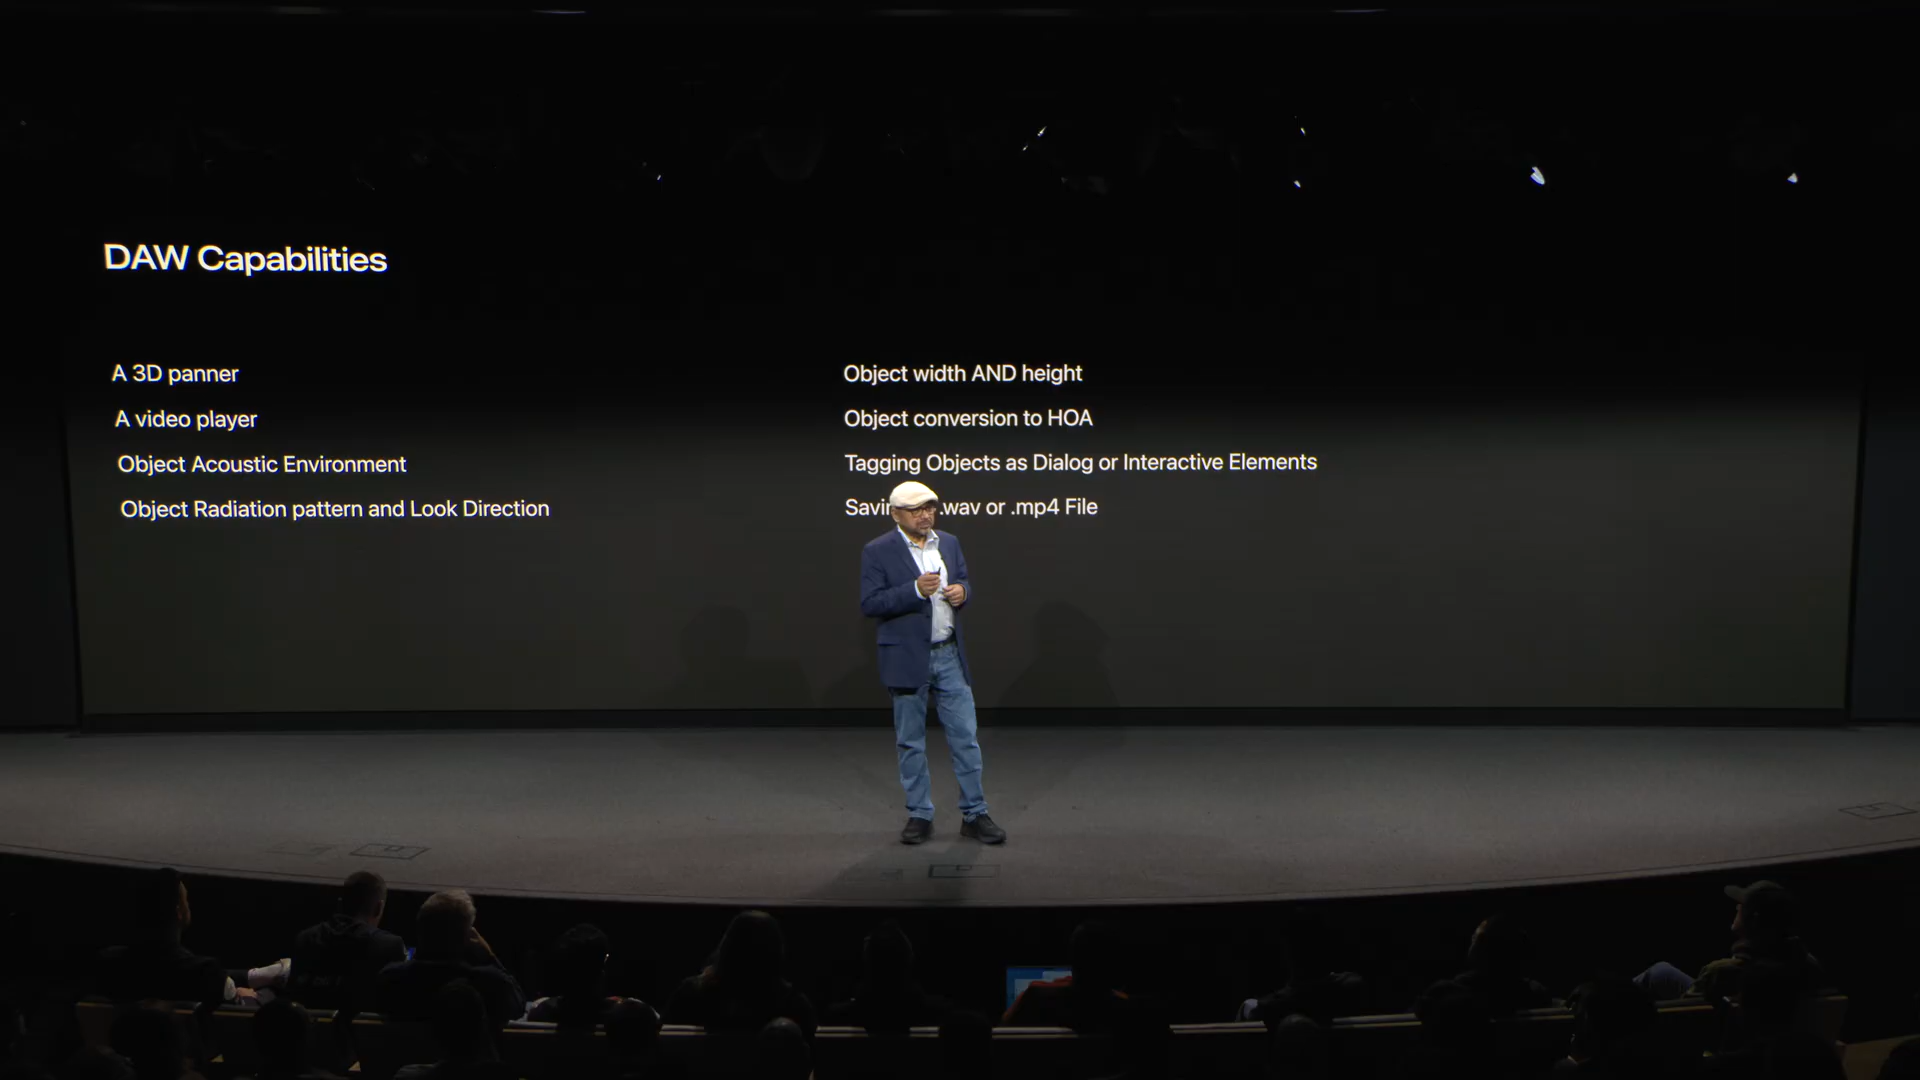 DAW Capabilities
A 3D panner
A video player
Object Acoustic Environment
Object Radiation pattern and Look Direction
Object width AND height
Object conversion to HOA
Tagging Objects as Dialog or Interactive Elements
.wav or .mp4 File